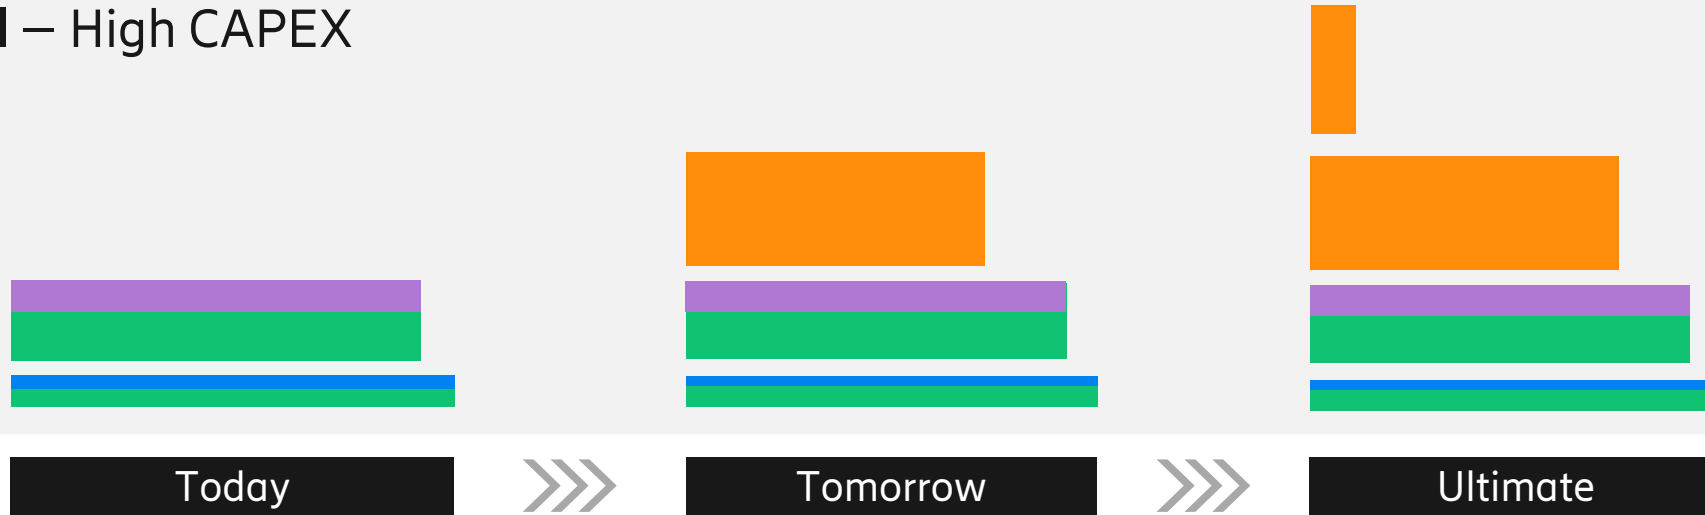 – High CAPEX
Today
Tomorrow
Ultimate